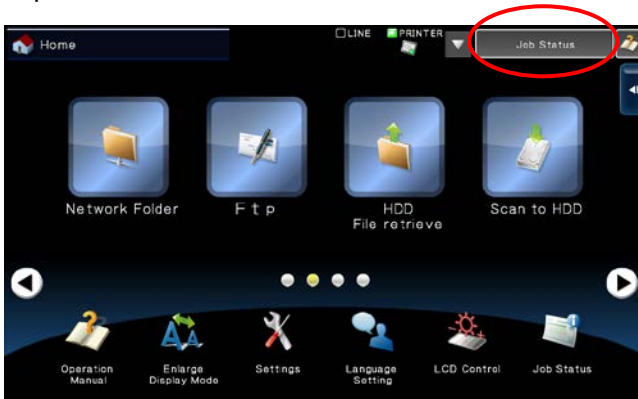 Home
LINE
PRINTER
Job Status
Network Folder
Ftp
HDD
File retrieve
Scan to HDD
Operation
Manual
Enlarge
Display Mode
Settings
Language
Setting
LCD Control
Job Status